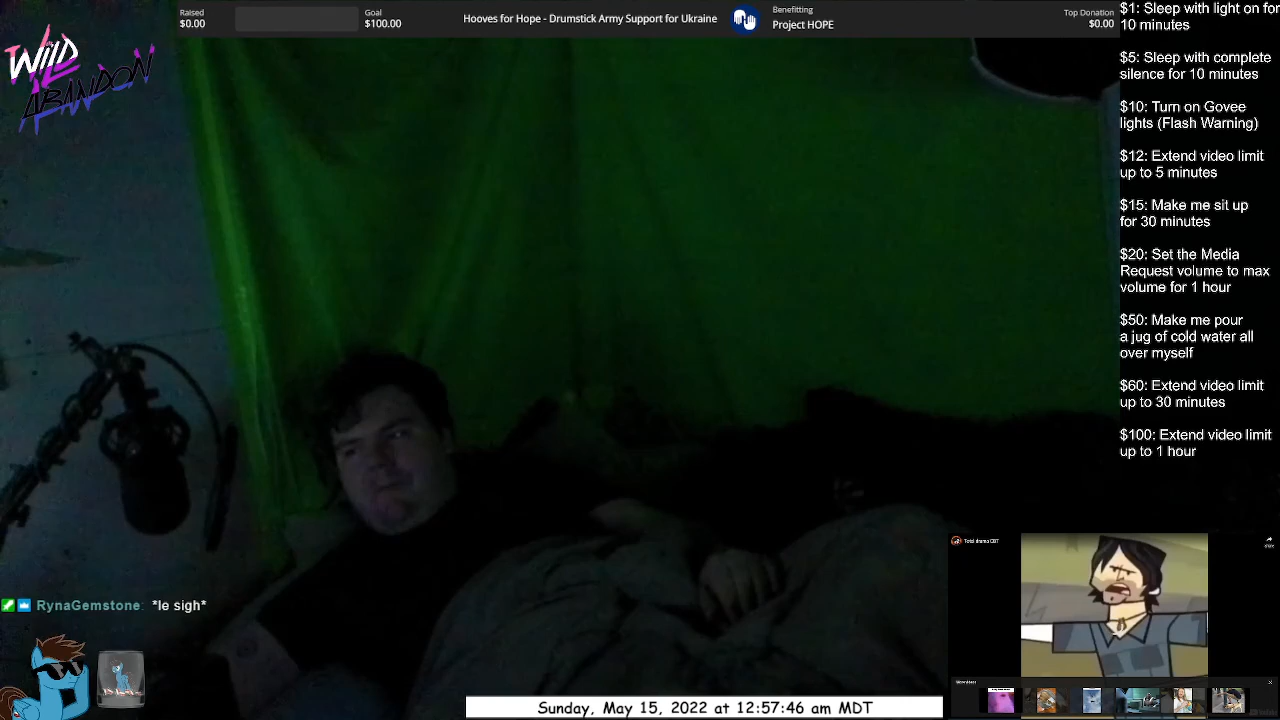 Raised
$0.00
Goal
$100.00
Hooves for Hope - Drumstick Army Support for Ukraine
Benefitting
Project HOPE
Top Donation
$0.00
WILD
ABANDON
$1: Sleep with light on for
10 minutes
$5: Sleep with complete
silence for 10 minutes
$10: Turn on Govee
lights (Flash Warning)
$12: Extend video limit
up to 5 minutes
$15: Make me sit up
for 30 minutes
$20: Set the Media
Request volume to max
volume for 1 hour
$50: Make me pour
a jug of cold water all
over myself
$60: Extend video limit
up to 30 minutes
$100: Extend video limit
up to 1 hour
RynaGemstone: *le sigh*
Total drama CBT
Sunday, May 15, 2022 at 12:57:46 am MDT